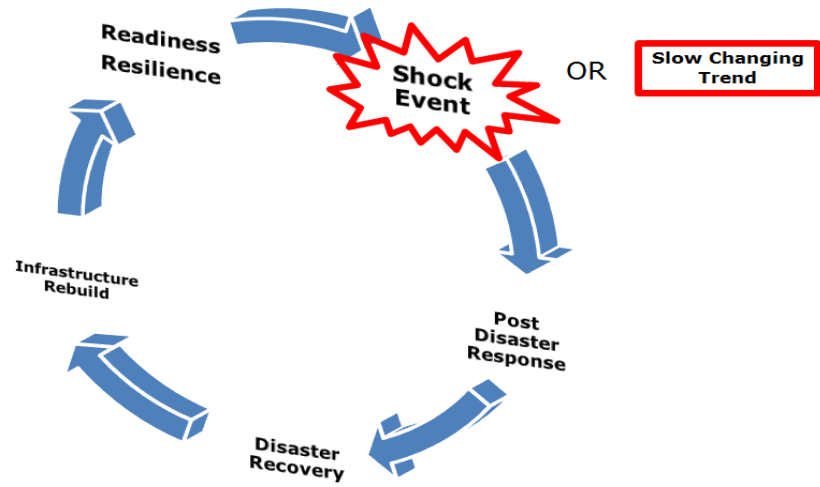 Readiness
Resilience
Shock
Event
OR
Slow Changing
Trend
Post
Disaster
Response
Disaster
Recovery
Infrastructure
Rebuild